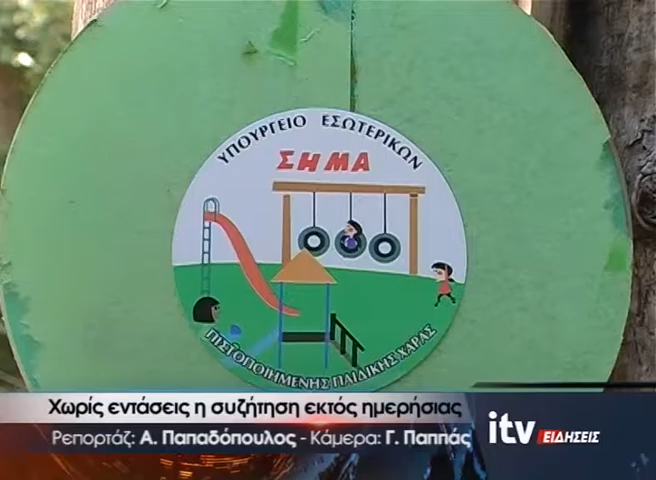 ΥΠΟΥΡΓΕΙΟ ΕΣΩΤΕΡΙΚΩΝ
ΣΗΜΑ
ΠΙΣΤΟΠΟΙΗΜΕΝΗΣ ΠΑΙΔΙΚΗΣ ΧΑΡΑΣ
Χωρίς εντάσεις η συζήτηση εκτός ημερήσιας
Ρεπορτάζ: Α. Παπαδόπουλος - Κάμερα: Γ. Παππάς
itv ΕΙΔΗΣΕΙΣ